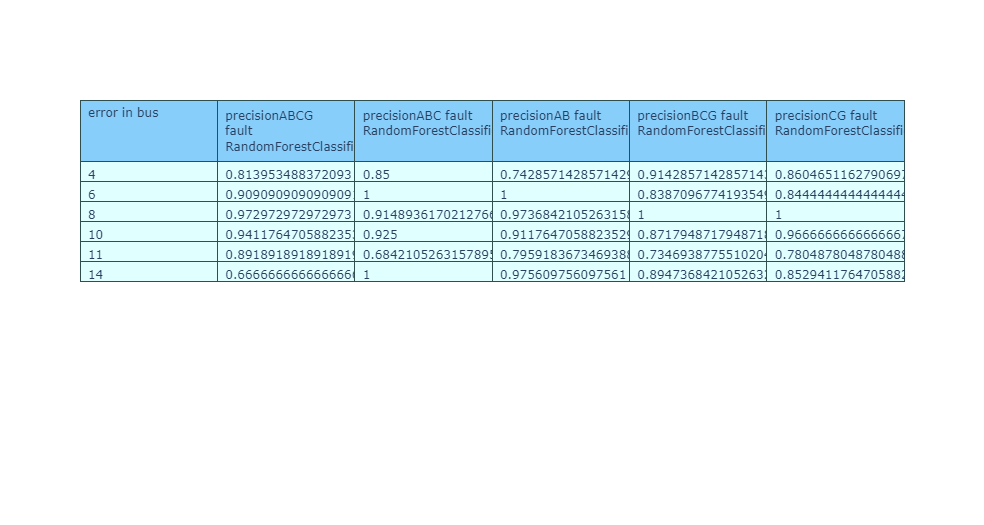 error in bus
precisionABCG
fault
RandomForestClassifi
precisionABC fault
RandomForestClassifi
precisionAB fault
RandomForestClassifi
precisionBCG fault
RandomForestClassifi
precisionCG fault
RandomForestClassifi
4 0.813953488372093 0.85 0.7428571428571429 0.914285714285714 0.860465116279069
6 0.909090909090909 1 1 0.838709677419354 0.844444444444444
8 0.972972972972973 0.914893617021276 0.973684210526315 1 1
10 0.941176470588235 0.925 0.911764705882352 0.871794871794871 0.966666666666666
11 0.891891891891891 0.684210526315789 0.795918367346938 0.734693877551020 0.780487804878048
14 0.666666666666666 1 0.975609756097561 0.894736842105263 0.852941176470588